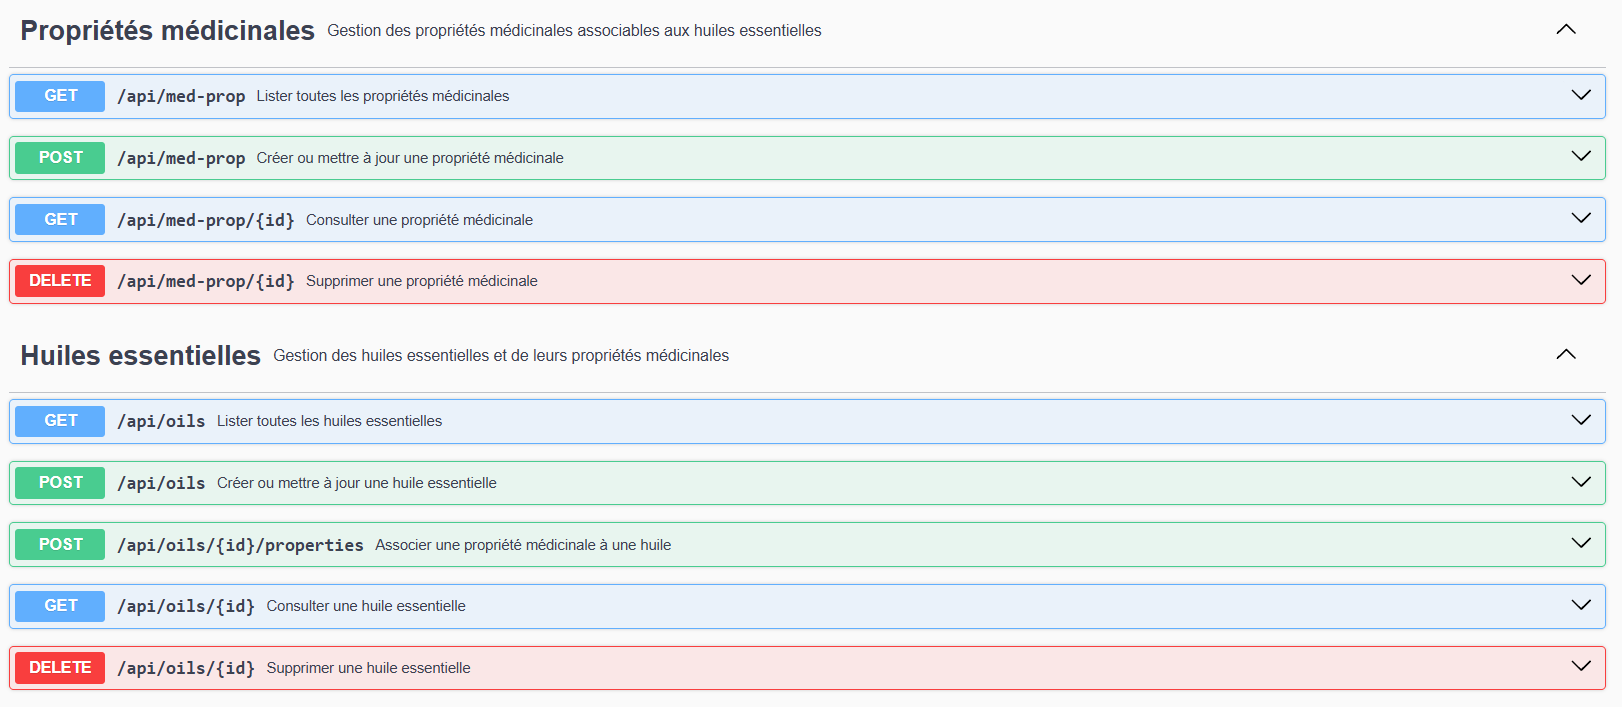 Propriétés médicinales Gestion des propriétés médicinales associables aux huiles essentielles
GET /api/med-prop Lister toutes les propriétés médicinales
POST /api/med-prop Créer ou mettre à jour une propriété médicinale
GET /api/med-prop/{id} Consulter une propriété médicinale
DELETE /api/med-prop/{id} Supprimer une propriété médicinale
Huiles essentielles Gestion des huiles essentielles et de leurs propriétés médicinales
GET /api/oils Lister toutes les huiles essentielles
POST /api/oils Créer ou mettre à jour une huile essentielle
POST /api/oils/{id}/properties Associer une propriété médicinale à une huile
GET /api/oils/{id} Consulter une huile essentielle
DELETE /api/oils/{id} Supprimer une huile essentielle